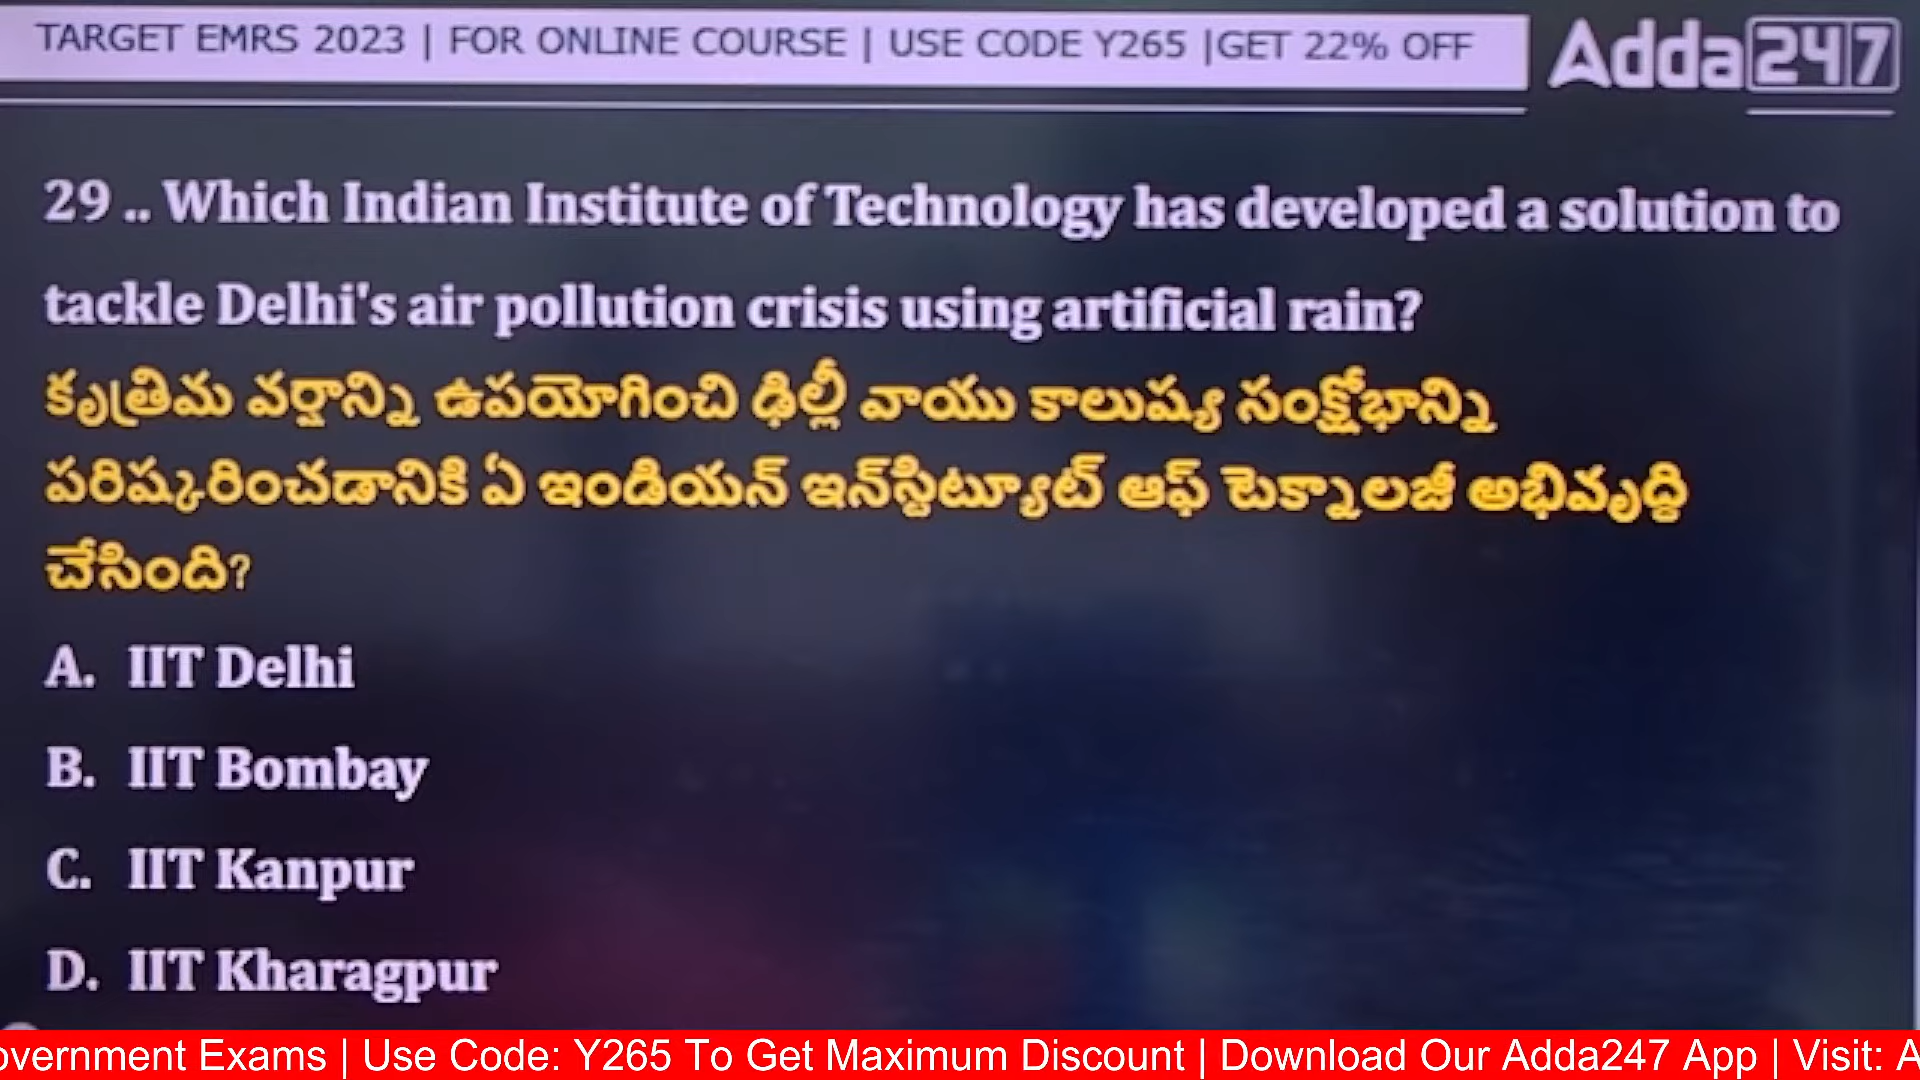 TARGET EMRS 2023 | FOR ONLINE COURSE | USE CODE Y265 |GET 22% OFF
Adda247
29 .. Which Indian Institute of Technology has developed a solution to
tackle Delhi's air pollution crisis using artificial rain?
కృత్రిమ వర్షాన్ని ఉపయోగించి ఢిల్లీ వాయు కాలుష్య సంక్షోభాన్ని
పరిష్కరించడానికి ఏ ఇండియన్ ఇన్‌స్టిట్యూట్ ఆఫ్ టెక్నాలజీ అభివృద్ధి
చేసింది?
A. IIT Delhi
B. IIT Bombay
C. IIT Kanpur
D. IIT Kharagpur
overnment Exams | Use Code: Y265 To Get Maximum Discount | Download Our Adda247 App | Visit: A